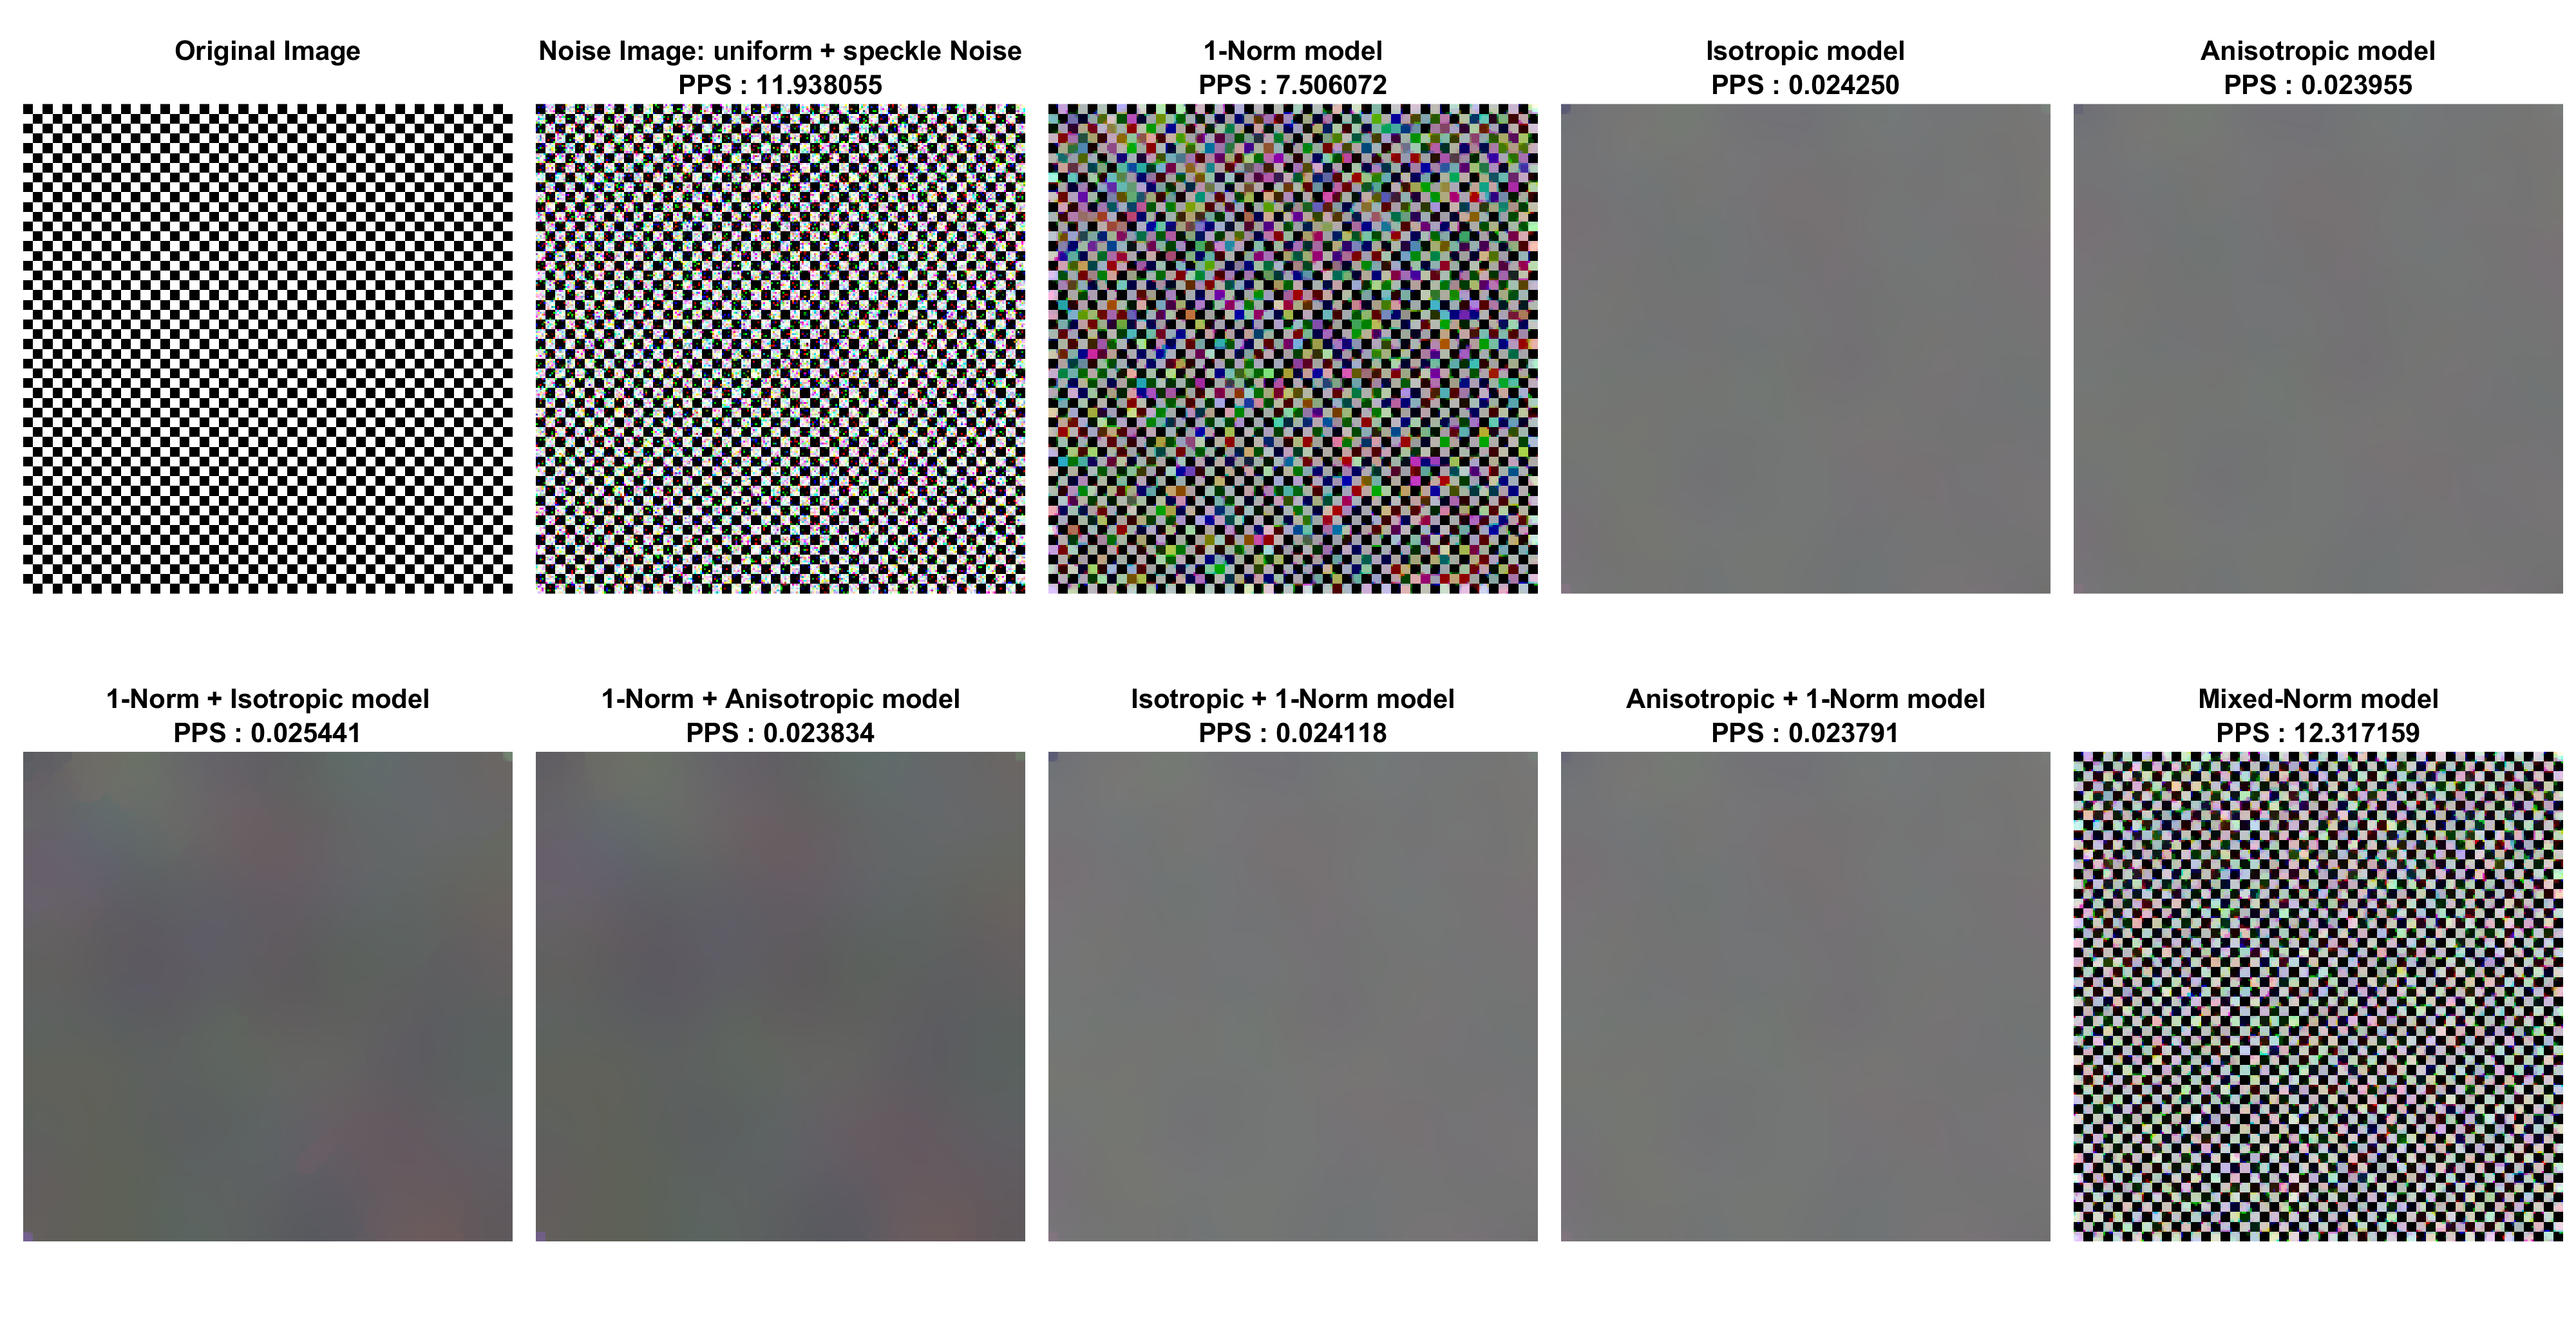 Original Image
Noise Image: uniform + speckle Noise
PPS : 11.938055
1-Norm model
PPS : 7.506072
Isotropic model
PPS : 0.024250
Anisotropic model
PPS : 0.023955
1-Norm + Isotropic model
PPS : 0.025441
1-Norm + Anisotropic model
PPS : 0.023834
Isotropic + 1-Norm model
PPS : 0.024118
Anisotropic + 1-Norm model
PPS : 0.023791
Mixed-Norm model
PPS : 12.317159